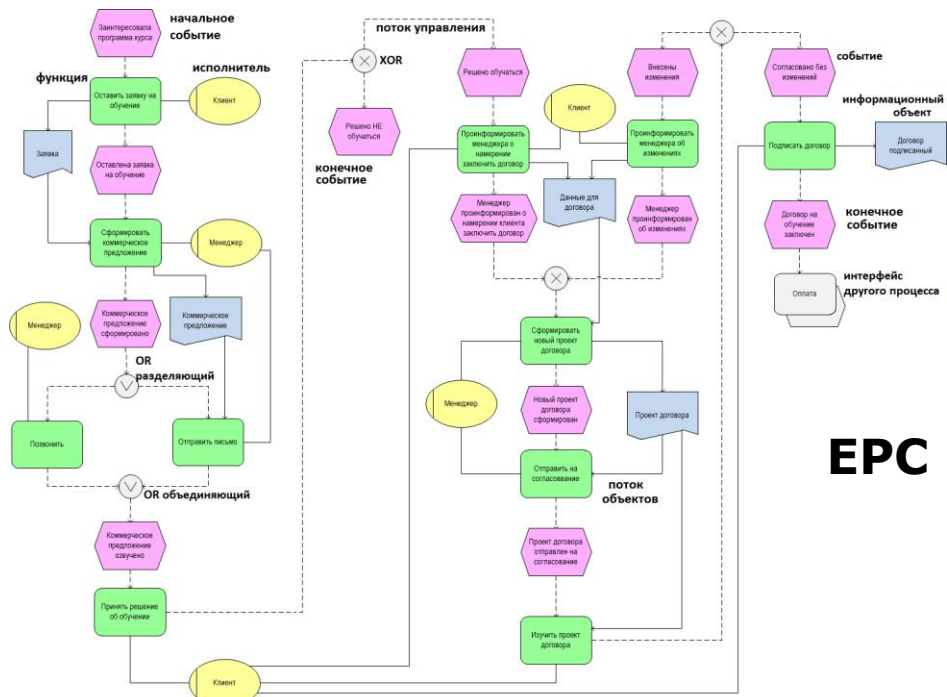 Заинтересовала
программа курса
начальное
событие
функция
исполнитель
Оставить заявку на
обучение
Клиент
Заявка
Оставлена заявка
на обучение
Сформировать
коммерческое
предложение
Менеджер
Менеджер
Коммерческое
предложение
сформировано
Коммерческое
предложение
OR
разделяющий
Позвонить
Отправить письмо
OR объединяющий
Коммерческое
предложение
озвучено
Принять решение
об обучении
Клиент
поток управления
XOR
Решено НЕ
обучаться
конечное
событие
Решено обучаться
Клиент
Внесены
изменения
Проинформировать
менеджера о
намерении
заключить договор
Проинформировать
менеджера об
изменениях
Данные для
договора
Менеджер
проинформирован о
намерении клиента
заключить договор
Менеджер
проинформирован
об изменениях
Сформировать
новый проект
договора
Менеджер
Новый проект
договора
сформирован
Проект договора
Отправить на
согласоввание
поток
объектов
Проект договора
отправлен на
согласование
Изучить проект
договора
Согласовано без
изменений
событие
информационный
объект
Подписать договор
Договор
подписанный
Договор на
обучение
заключен
конечное
событие
Оплата
интерфейс
другого процесса
EPC